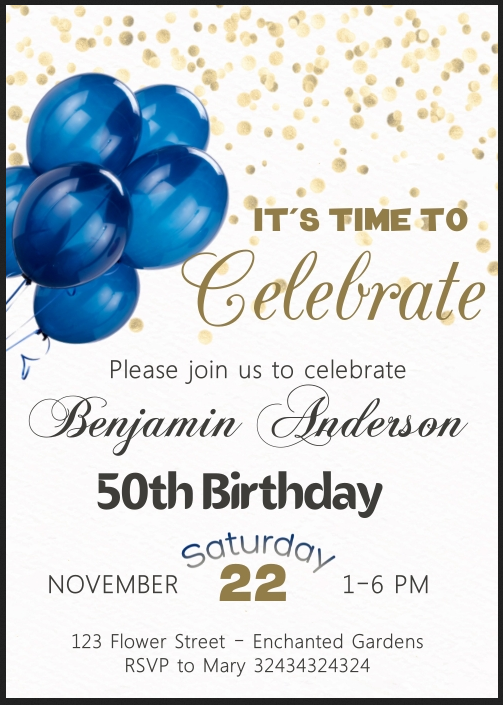 IT'S TIME TO
Celebrate
Please join us to celebrate
Benjamin Anderson
50th Birthday
Saturday
NOVEMBER 22 1-6 PM
123 Flower Street - Enchanted Gardens
RSVP to Mary 32434324324